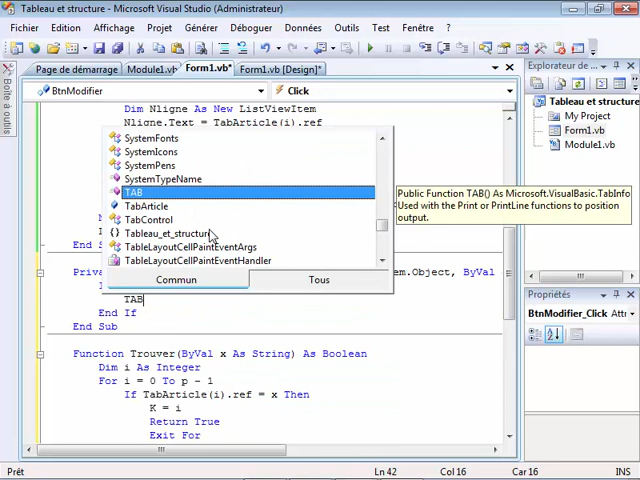 Tableau et structure - Microsoft Visual Studio (Administrateur)
Fichier Edition Affichage Projet Générer Déboguer Données Outils Test Fenêtre ?
Boîte à outils
Page de démarrage Module1.vb Form1.vb* Form1.vb [Design]*
BtnModifier Click
Dim Nligne As New ListViewItem
Nligne.Text = TabArticle(i).ref
SystemFonts
SystemIcons
SystemPens
SystemTypeName
TAB
TabArticle
TabControl
Tableau_et_structure
TableLayoutCellPaintEventArgs
TableLayoutCellPaintEventHandler
Commun Tous
Public Function TAB() As Microsoft.VisualBasic.TabInfo
Used with the Print or PrintLine functions to position
output.
End S
Priva em.Object, ByVal
TAB
End If
End Sub
Function Trouver(ByVal x As String) As Boolean
Dim i As Integer
For i = 0 To p - 1
If TabArticle(i).ref = x Then
K = i
Return True
Exit For
Explorateur de
Tableau et structure
My Project
Form1.vb
Module1.vb
Propriétés
BtnModifier_Click Attr
Prêt Ln 42 Col 16 Car 16